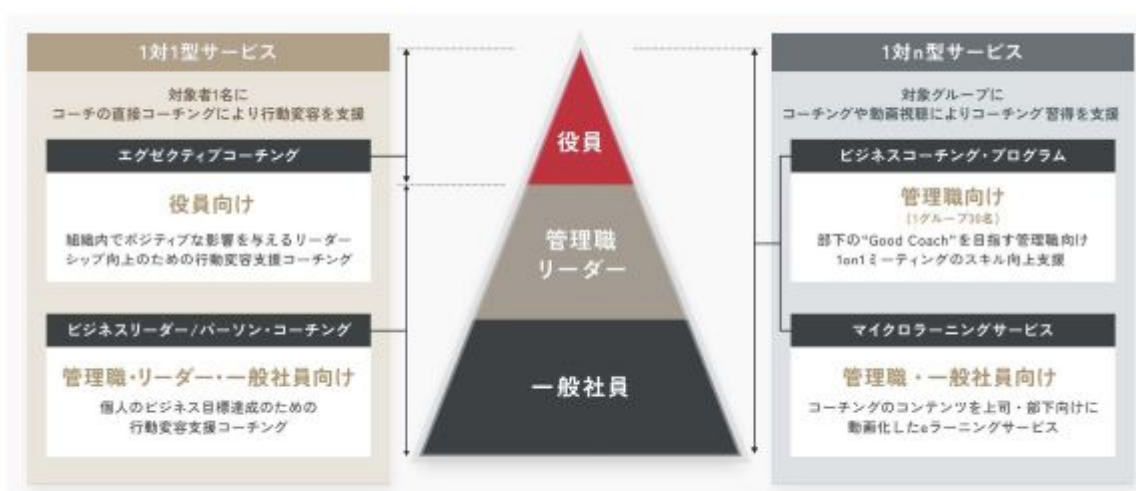 1対1型サービス
対象者1名に
コーチの直接コーチングにより行動変容を支援
エグゼクティブコーチング
役員向け
組織内でポジティブな影響を与えるリーダー
シップ向上のための行動変容支援コーチング
ビジネスリーダー/パーソン・コーチング
管理職・リーダー・一般社員向け
個人のビジネス目標達成のための
行動変容支援コーチング
役員
管理職
リーダー
一般社員
1対n型サービス
対象グループに
コーチングや動画視聴によりコーチング習得を支援
ビジネスコーチング・プログラム
管理職向け
(1グループ30名)
部下の"Good Coach"を目指す管理職向け
1on1ミーティングのスキル向上支援
マイクロラーニングサービス
管理職・一般社員向け
コーチングのコンテンツを上司・部下向けに
動画化したeラーニングサービス